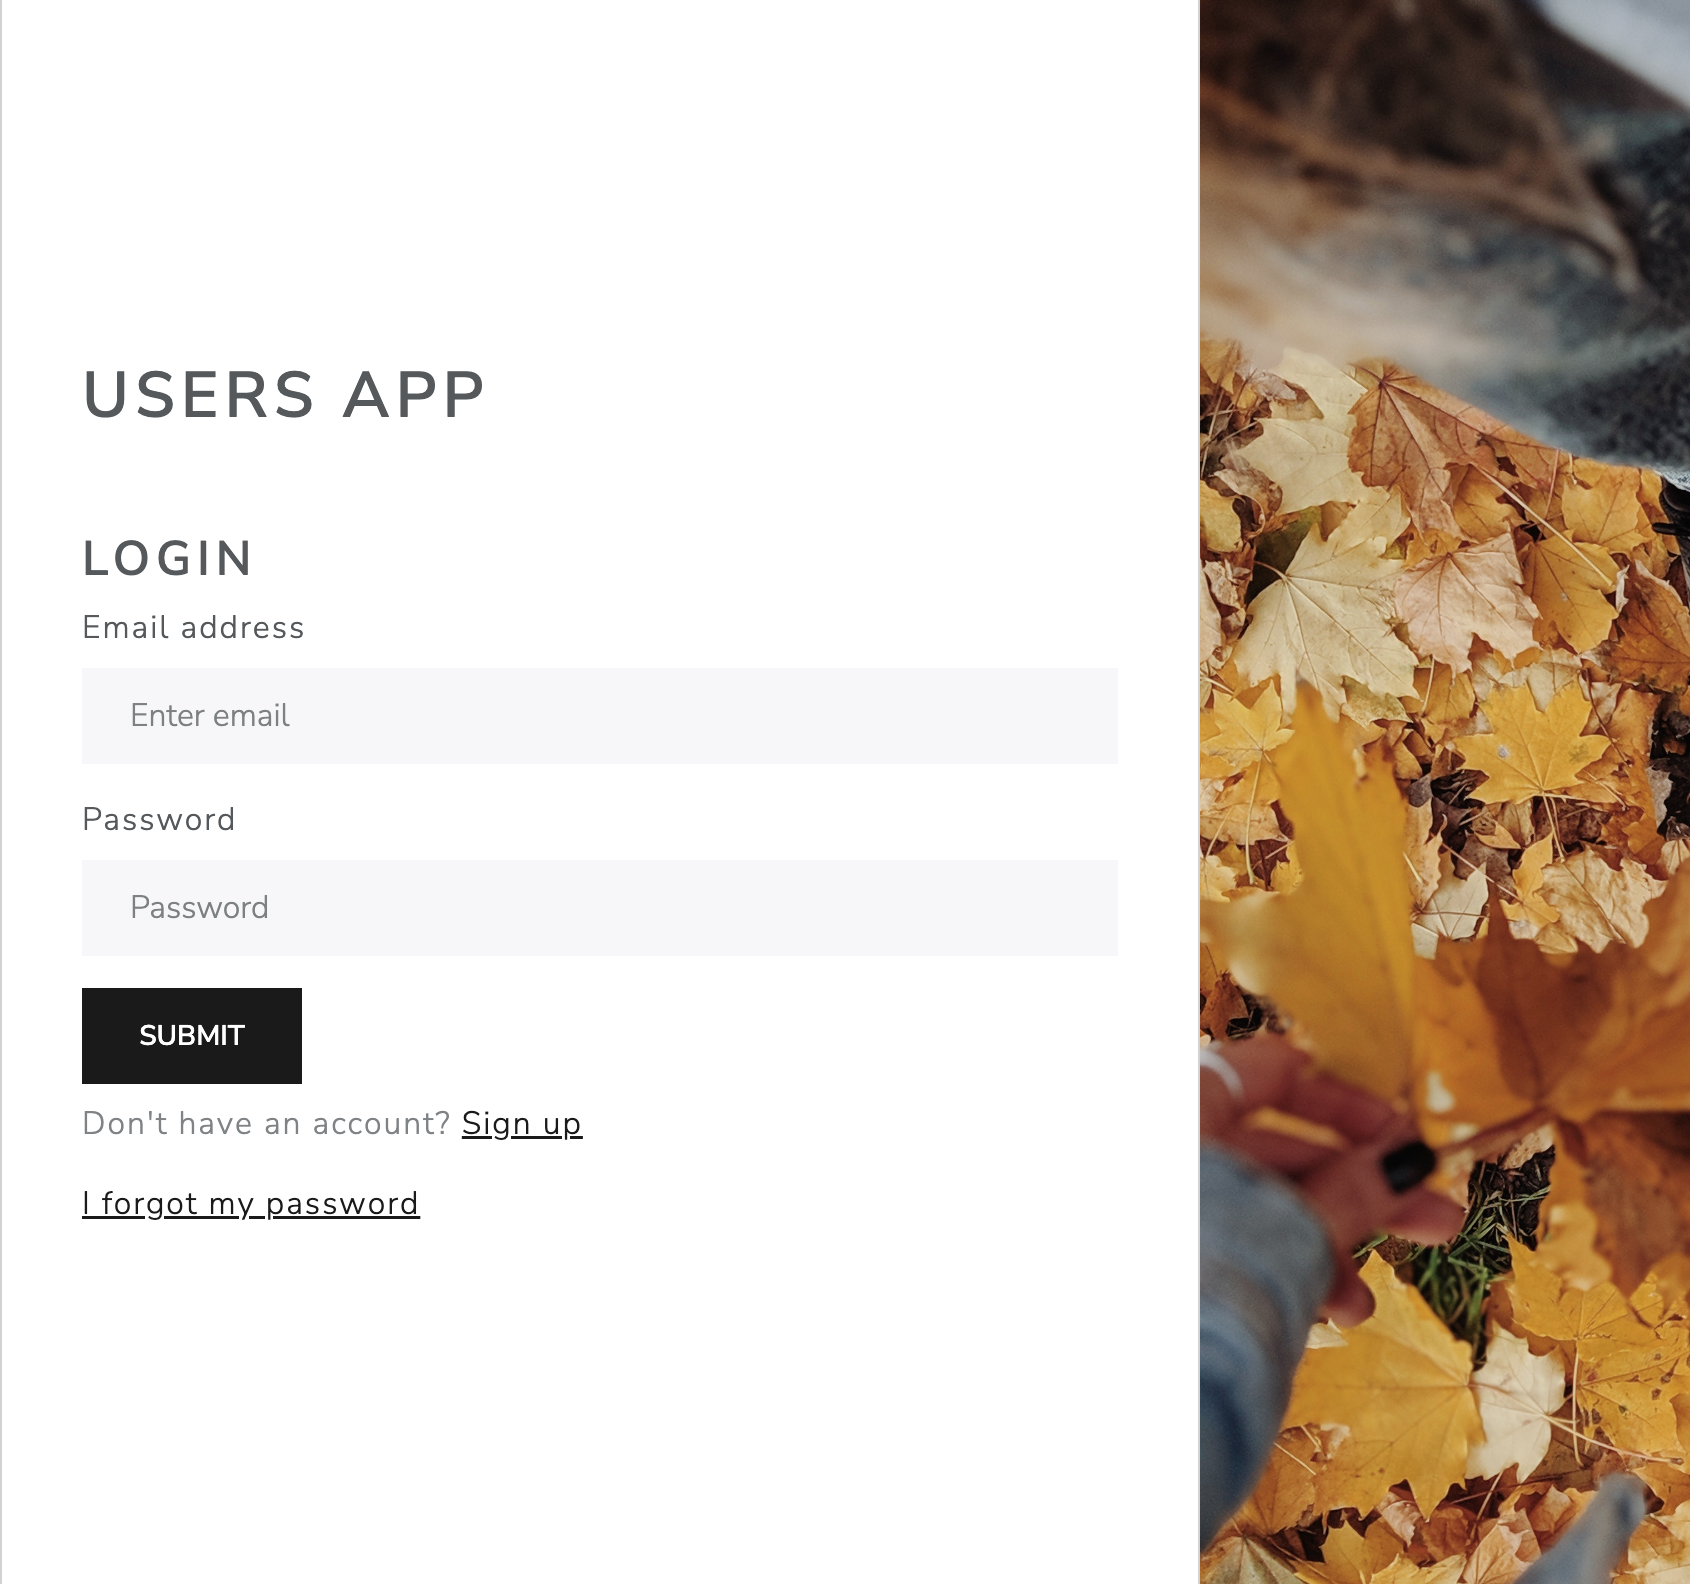 USERS APP
LOGIN
Email address
Enter email
Password
Password
SUBMIT
Don't have an account? Sign up
I forgot my password